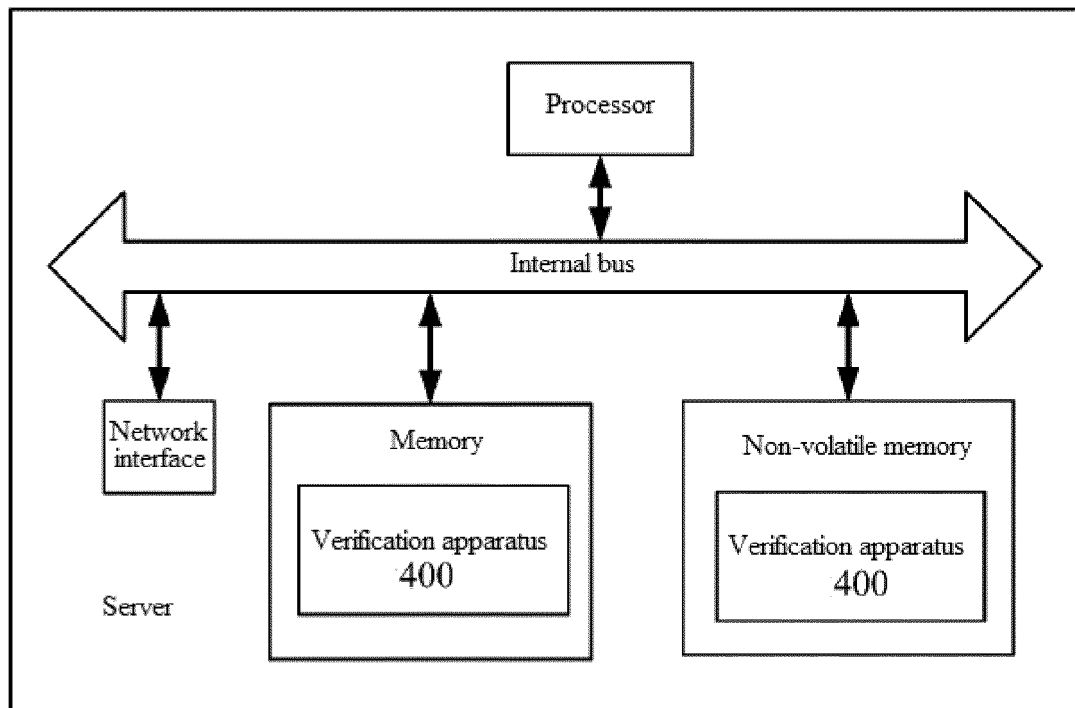 Processor
Internal bus
Network
interface
Memory
Verification apparatus
400
Non-volatile memory
Verification apparatus
400
Server